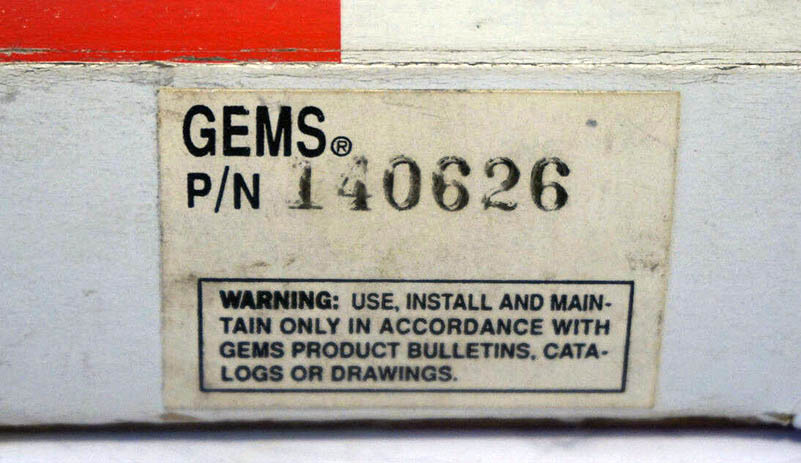 GEMS®
P/N 140626
WARNING: USE, INSTALL AND MAIN-
TAIN ONLY IN ACCORDANCE WITH
GEMS PRODUCT BULLETINS, CATA-
LOGS OR DRAWINGS.